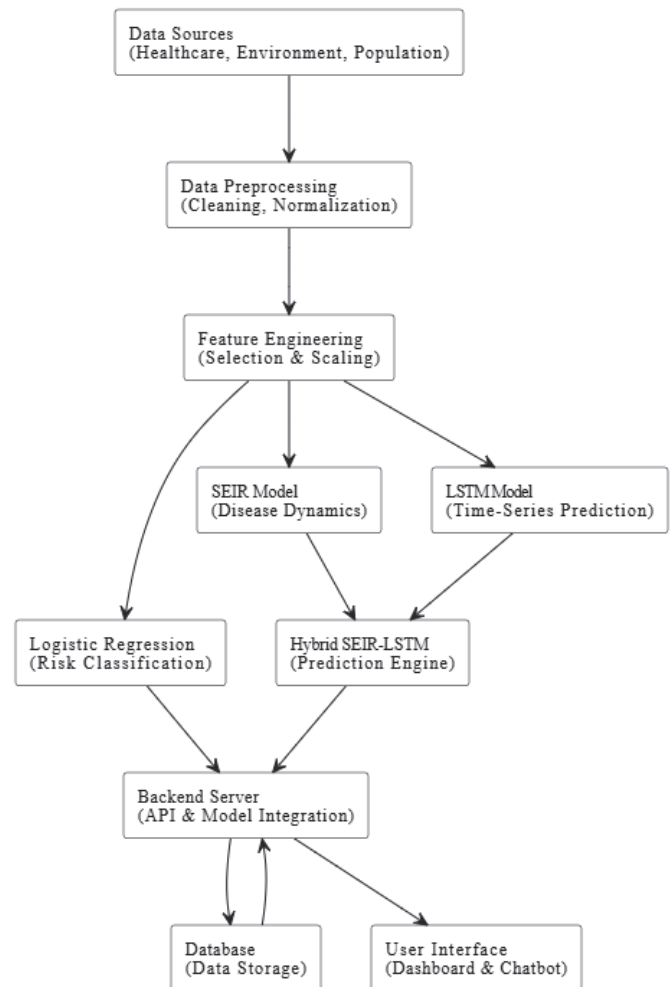 Data Sources
(Healthcare, Environment, Population)
Data Preprocessing
(Cleaning, Normalization)
Feature Engineering
(Selection & Scaling)
SEIR Model
(Disease Dynamics)
LSTM Model
(Time-Series Prediction)
Logistic Regression
(Risk Classification)
Hybrid SEIR-LSTM
(Prediction Engine)
Backend Server
(API & Model Integration)
Database
(Data Storage)
User Interface
(Dashboard & Chatbot)